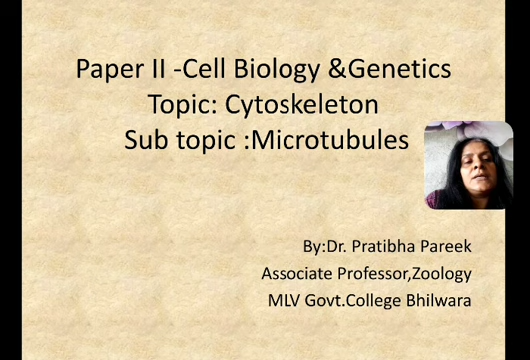 Paper II -Cell Biology &Genetics
Topic: Cytoskeleton
Sub topic :Microtubules
By:Dr. Pratibha Pareek
Associate Professor,Zoology
MLV Govt.College Bhilwara